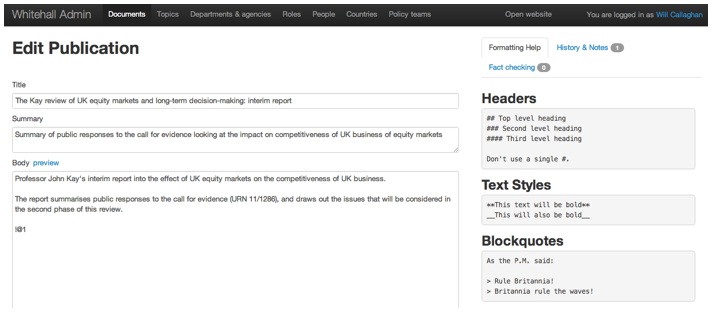 Whitehall Admin Documents Topics Departments & agencies Roles People Countries Policy teams Open website You are logged in as Will Callaghan
Edit Publication
Title
The Kay review of UK equity markets and long-term decision-making: interim report
Summary
Summary of public responses to the call for evidence looking at the impact on competitiveness of UK business of equity markets
Body preview
Professor John Kay's interim report into the effect of UK equity markets on the competitiveness of UK business.
The report summarises public responses to the call for evidence (URN 11/1286), and draws out the issues that will be considered in
the second phase of this review.
!@1
Formatting Help History & Notes 1
Fact checking 0
Headers
## Top level heading
### Second level heading
#### Third level heading
Don't use a single #.
Text Styles
**This text will be bold**
__This will also be bold__
Blockquotes
As the P.M. said:
> Rule Britannia!
> Britannia rule the waves!